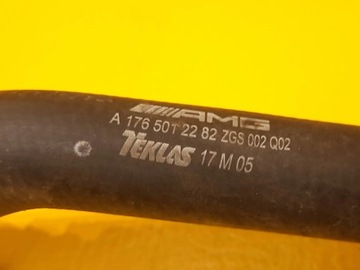 AMG
A 176 501 22 82 ZGS 002 Q02
TEKLAS 17 M 05